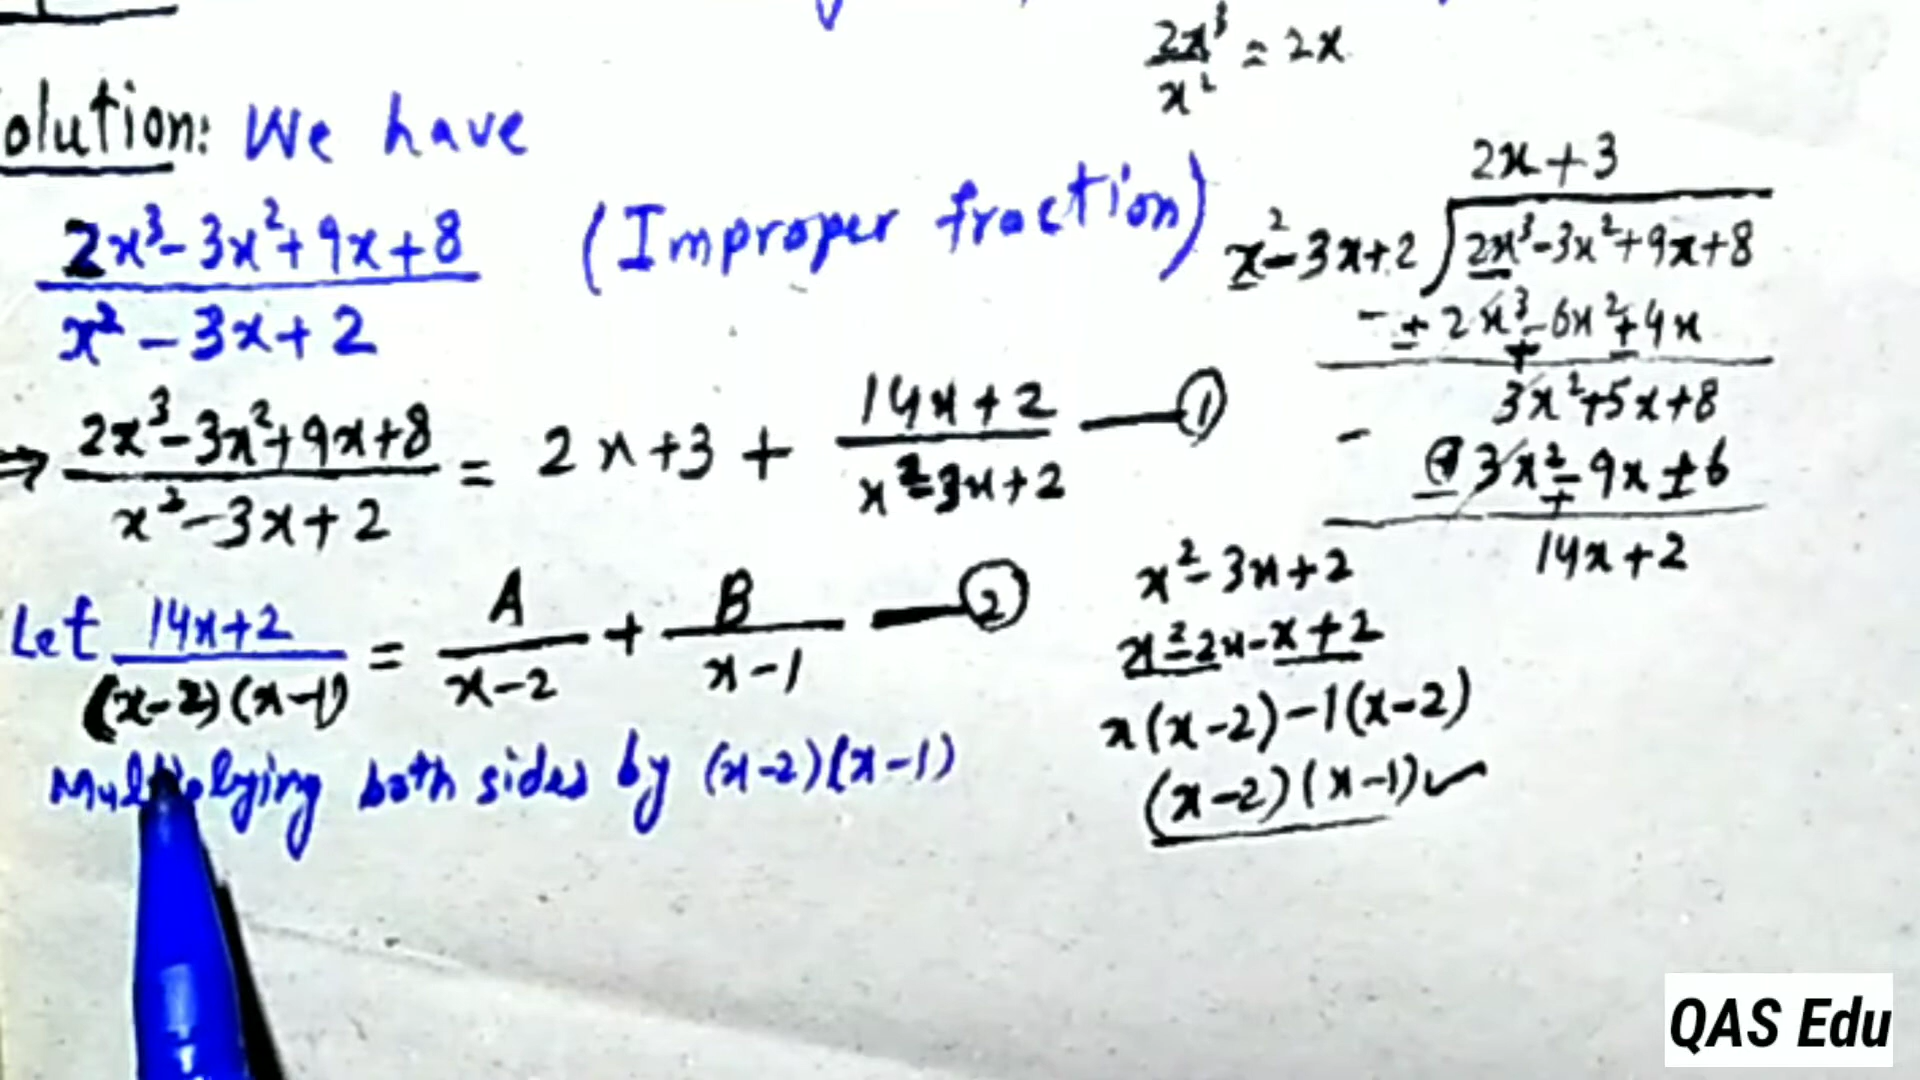 2x³/x² = 2x
olution: We have
(2x³-3x²+9x+8)/(x²-3x+2) (Improper fraction)
⇒ (2x³-3x²+9x+8)/(x²-3x+2) = 2x+3 + (14x+2)/(x²-3x+2) — ①
Let (14x+2)/((x-2)(x-1)) = A/(x-2) + B/(x-1) — ②
Multiplying both sides by (x-2)(x-1)
2x+3
x²-3x+2 ) 2x³-3x²+9x+8
- ± 2x³ - 6x² + 4x
3x²+5x+8
- + 3x² - 9x ± 6
14x+2
x²-3x+2
x²-2x-x+2
x(x-2)-1(x-2)
(x-2)(x-1) ✓
QAS Edu